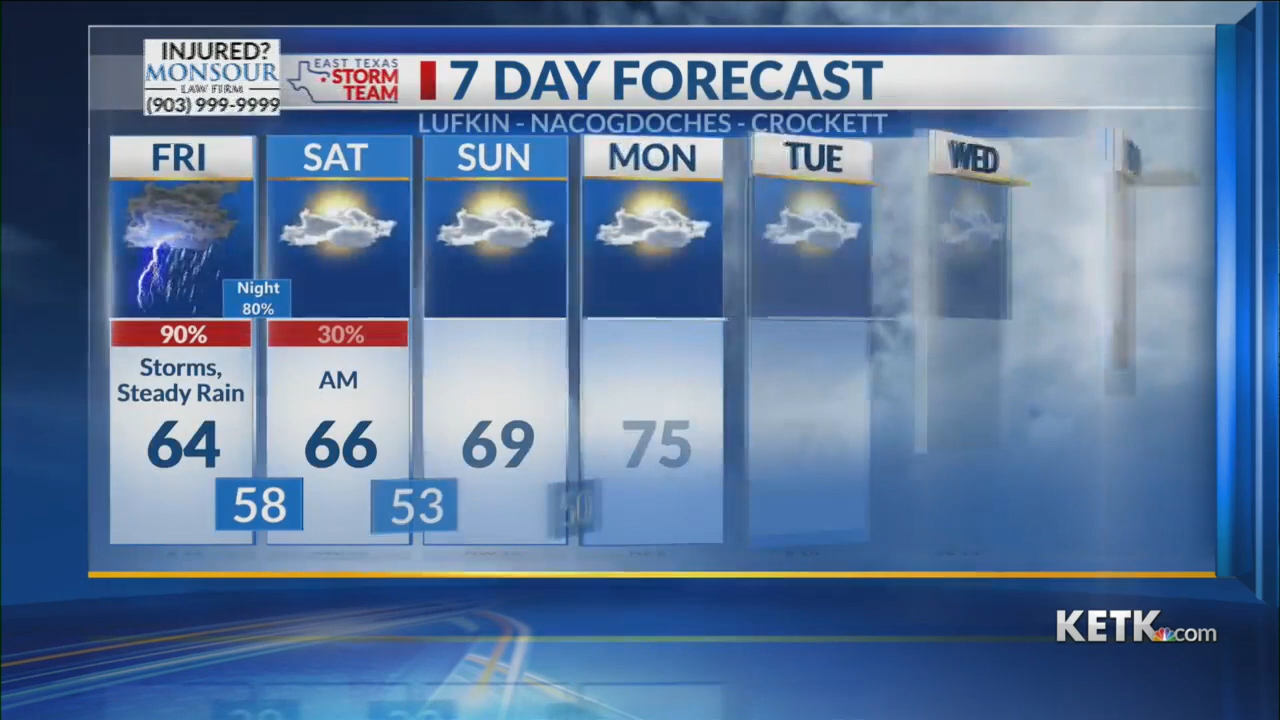 INJURED?
MONSOUR
LAW FIRM
(903) 999-9999
EAST TEXAS
STORM
TEAM
7 DAY FORECAST
LUFKIN - NACOGDOCHES - CROCKETT
FRI SAT SUN MON TUE WED
Night
80%
90% 30%
Storms,
Steady Rain
AM
64 66 69 75
58 53 50
KETK.com